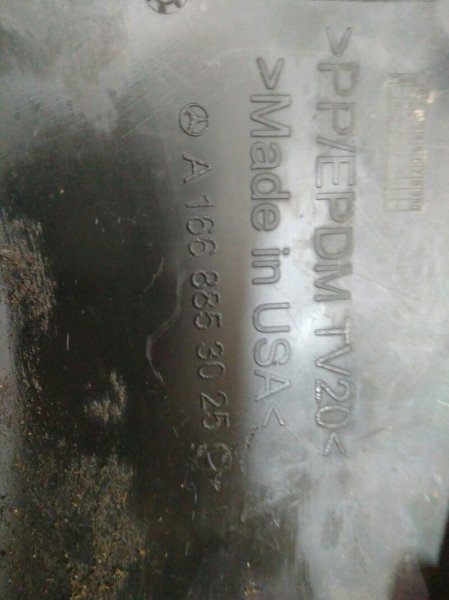 >PP/EPDM TV20<
>Made in USA<
A 166 885 30 25